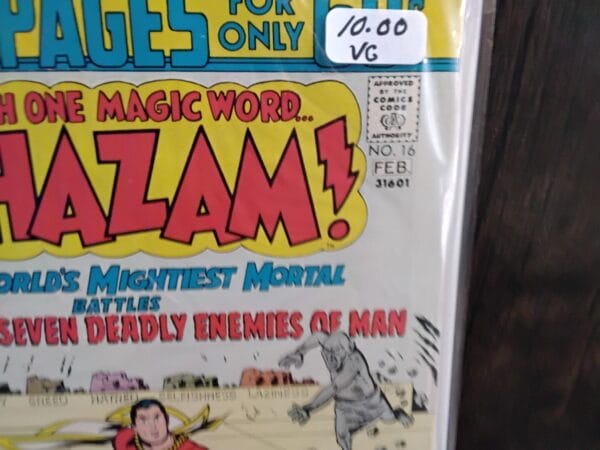 PAGES FOR ONLY
10.00
VG
ONE MAGIC WORD...
HAZAM!
APPROVED
BY THE
COMICS
CODE
CA
AUTHORITY
NO. 16
FEB.
31601
ORLD'S MIGHTIEST MORTAL
BATTLES
SEVEN DEADLY ENEMIES OF MAN
GREED HATRED SELFISHNESS LAZINESS